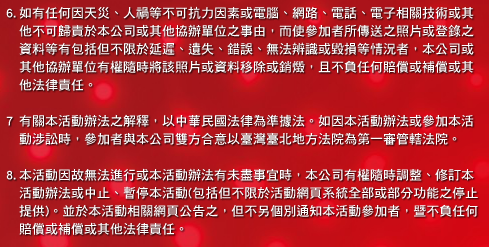 6. 如有任何因天災、人禍等不可抗力因素或電腦、網路、電話、電子相關技術或其
他不可歸責於本公司或其他協辦單位之事由，而使參加者所傳送之照片或登錄之
資料等有包括但不限於延遲、遺失、錯誤、無法辨識或毀損等情況者，本公司或
其他協辦單位有權隨時將該照片或資料移除或銷燬，且不負任何賠償或補償或其
他法律責任。
7 有關本活動辦法之解釋，以中華民國法律為準據法。如因本活動辦法或參加本活
動涉訟時，參加者與本公司雙方合意以臺灣臺北地方法院為第一審管轄法院。
8. 本活動因故無法進行或本活動辦法有未盡事宜時，本公司有權隨時調整、修訂本
活動辦法或中止、暫停本活動(包括但不限於活動網頁系統全部或部分功能之停止
提供)。並於本活動相關網頁公告之，但不另個別通知本活動參加者，暨不負任何
賠償或補償或其他法律責任。